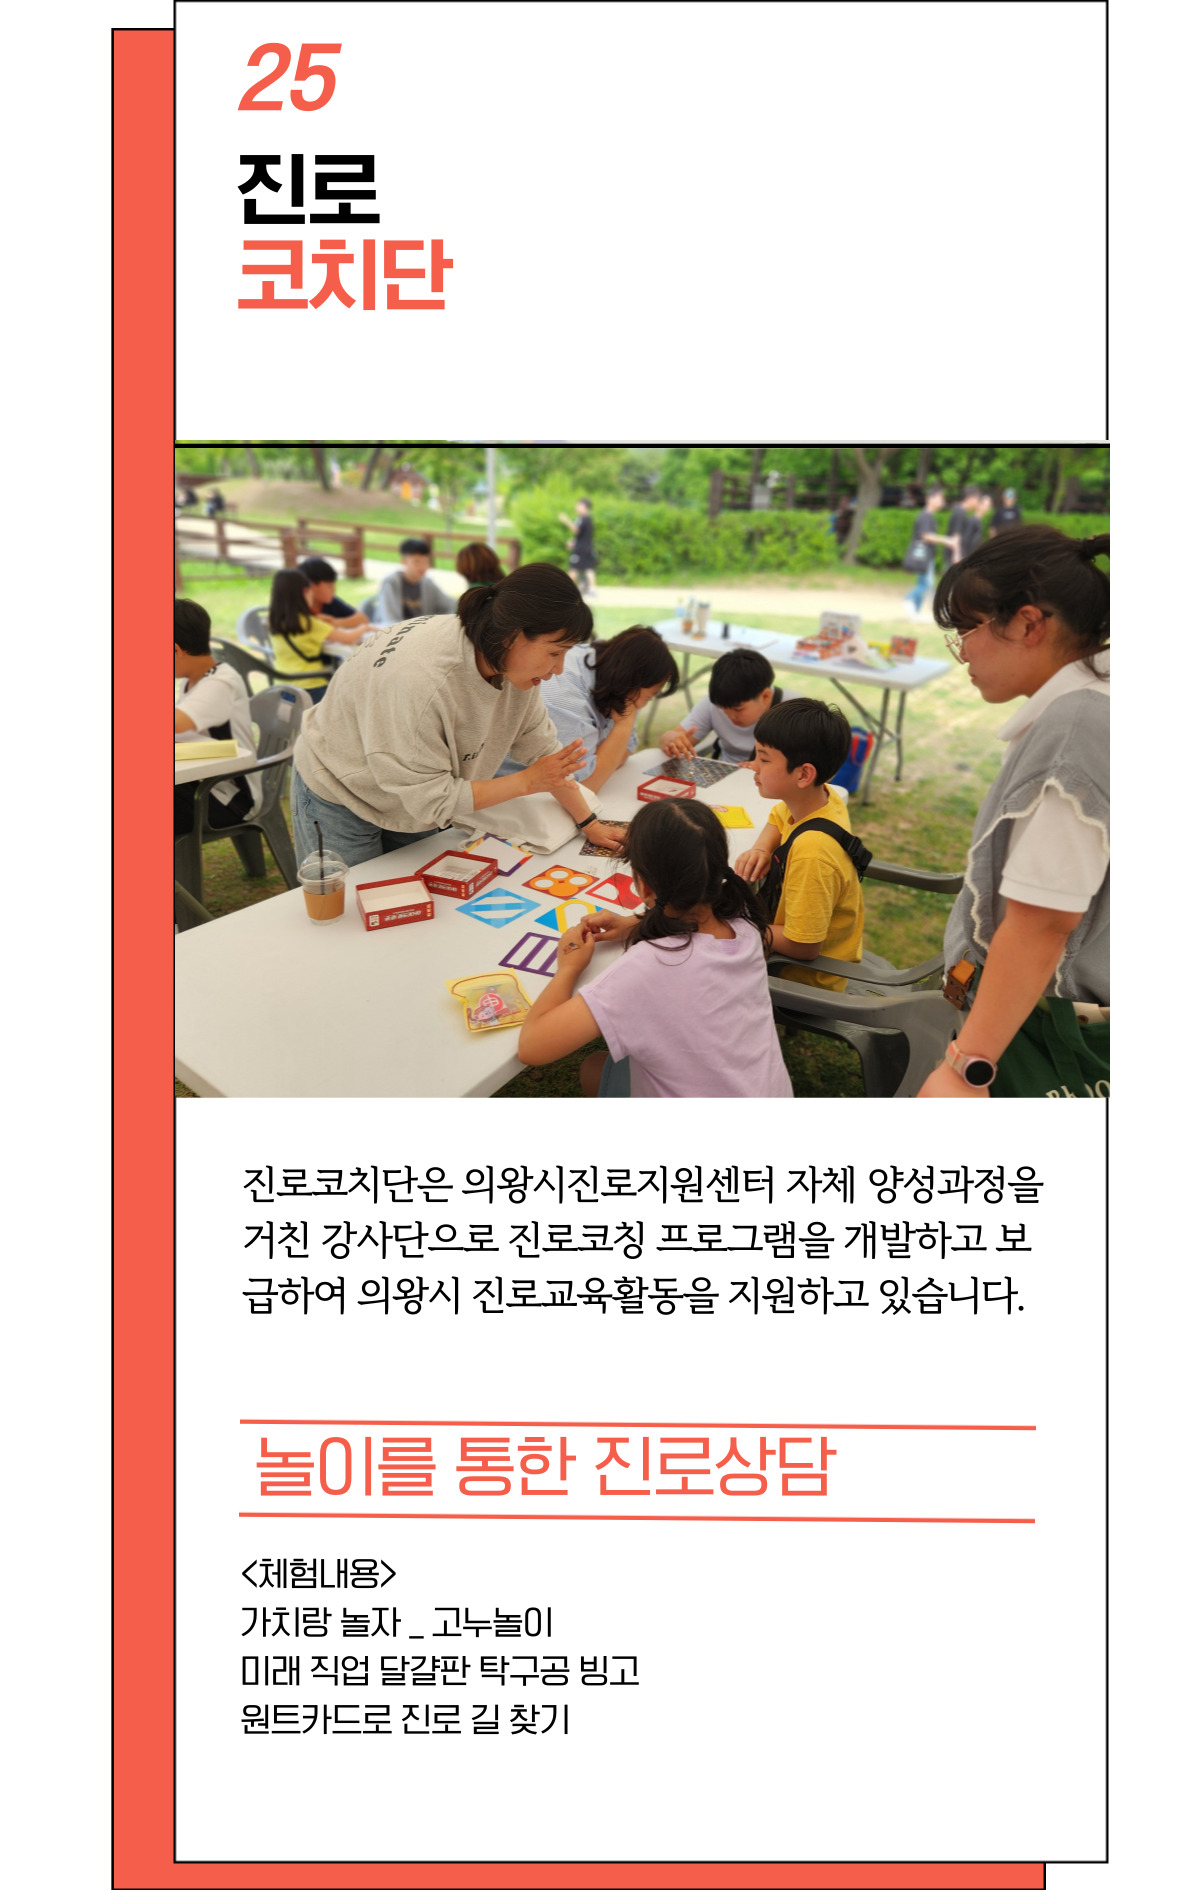 25
진로
코치단
진로코치단은 의왕시진로지원센터 자체 양성과정을
거친 강사단으로 진로코칭 프로그램을 개발하고 보
급하여 의왕시 진로교육활동을 지원하고 있습니다.
놀이를 통한 진로상담
<체험내용>
가치랑 놀자 _ 고누놀이
미래 직업 달걀판 탁구공 빙고
원트카드로 진로 길 찾기